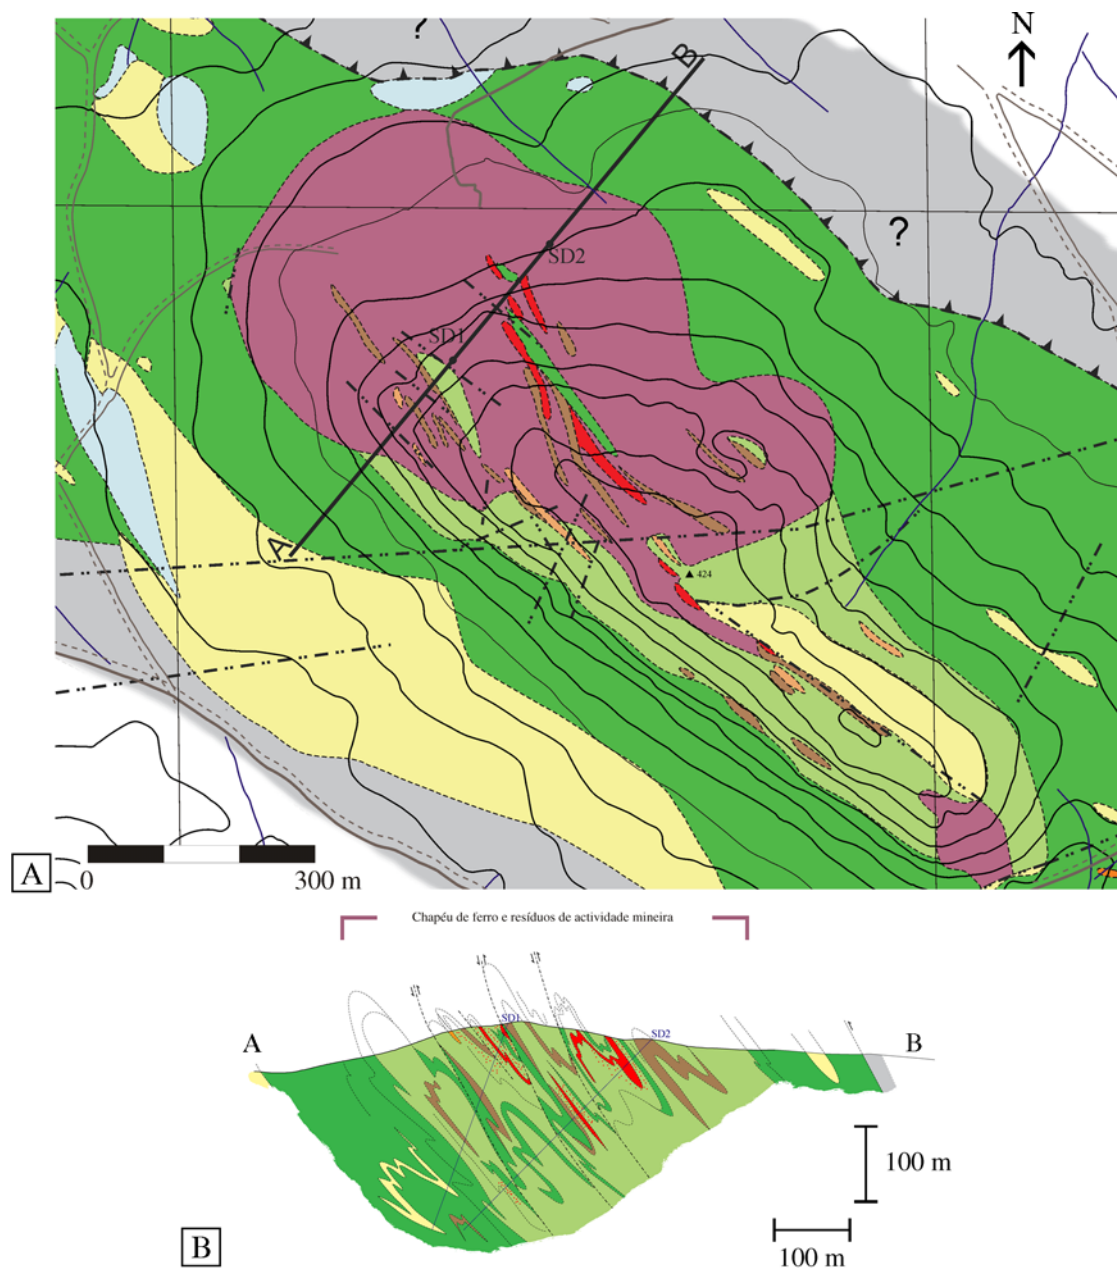 ?
N
B
?
SD2
SD1
A
424
A
0
300 m
Chapéu de ferro e resíduos de actividade mineira
A
SD1
SD2
B
100 m
B
100 m